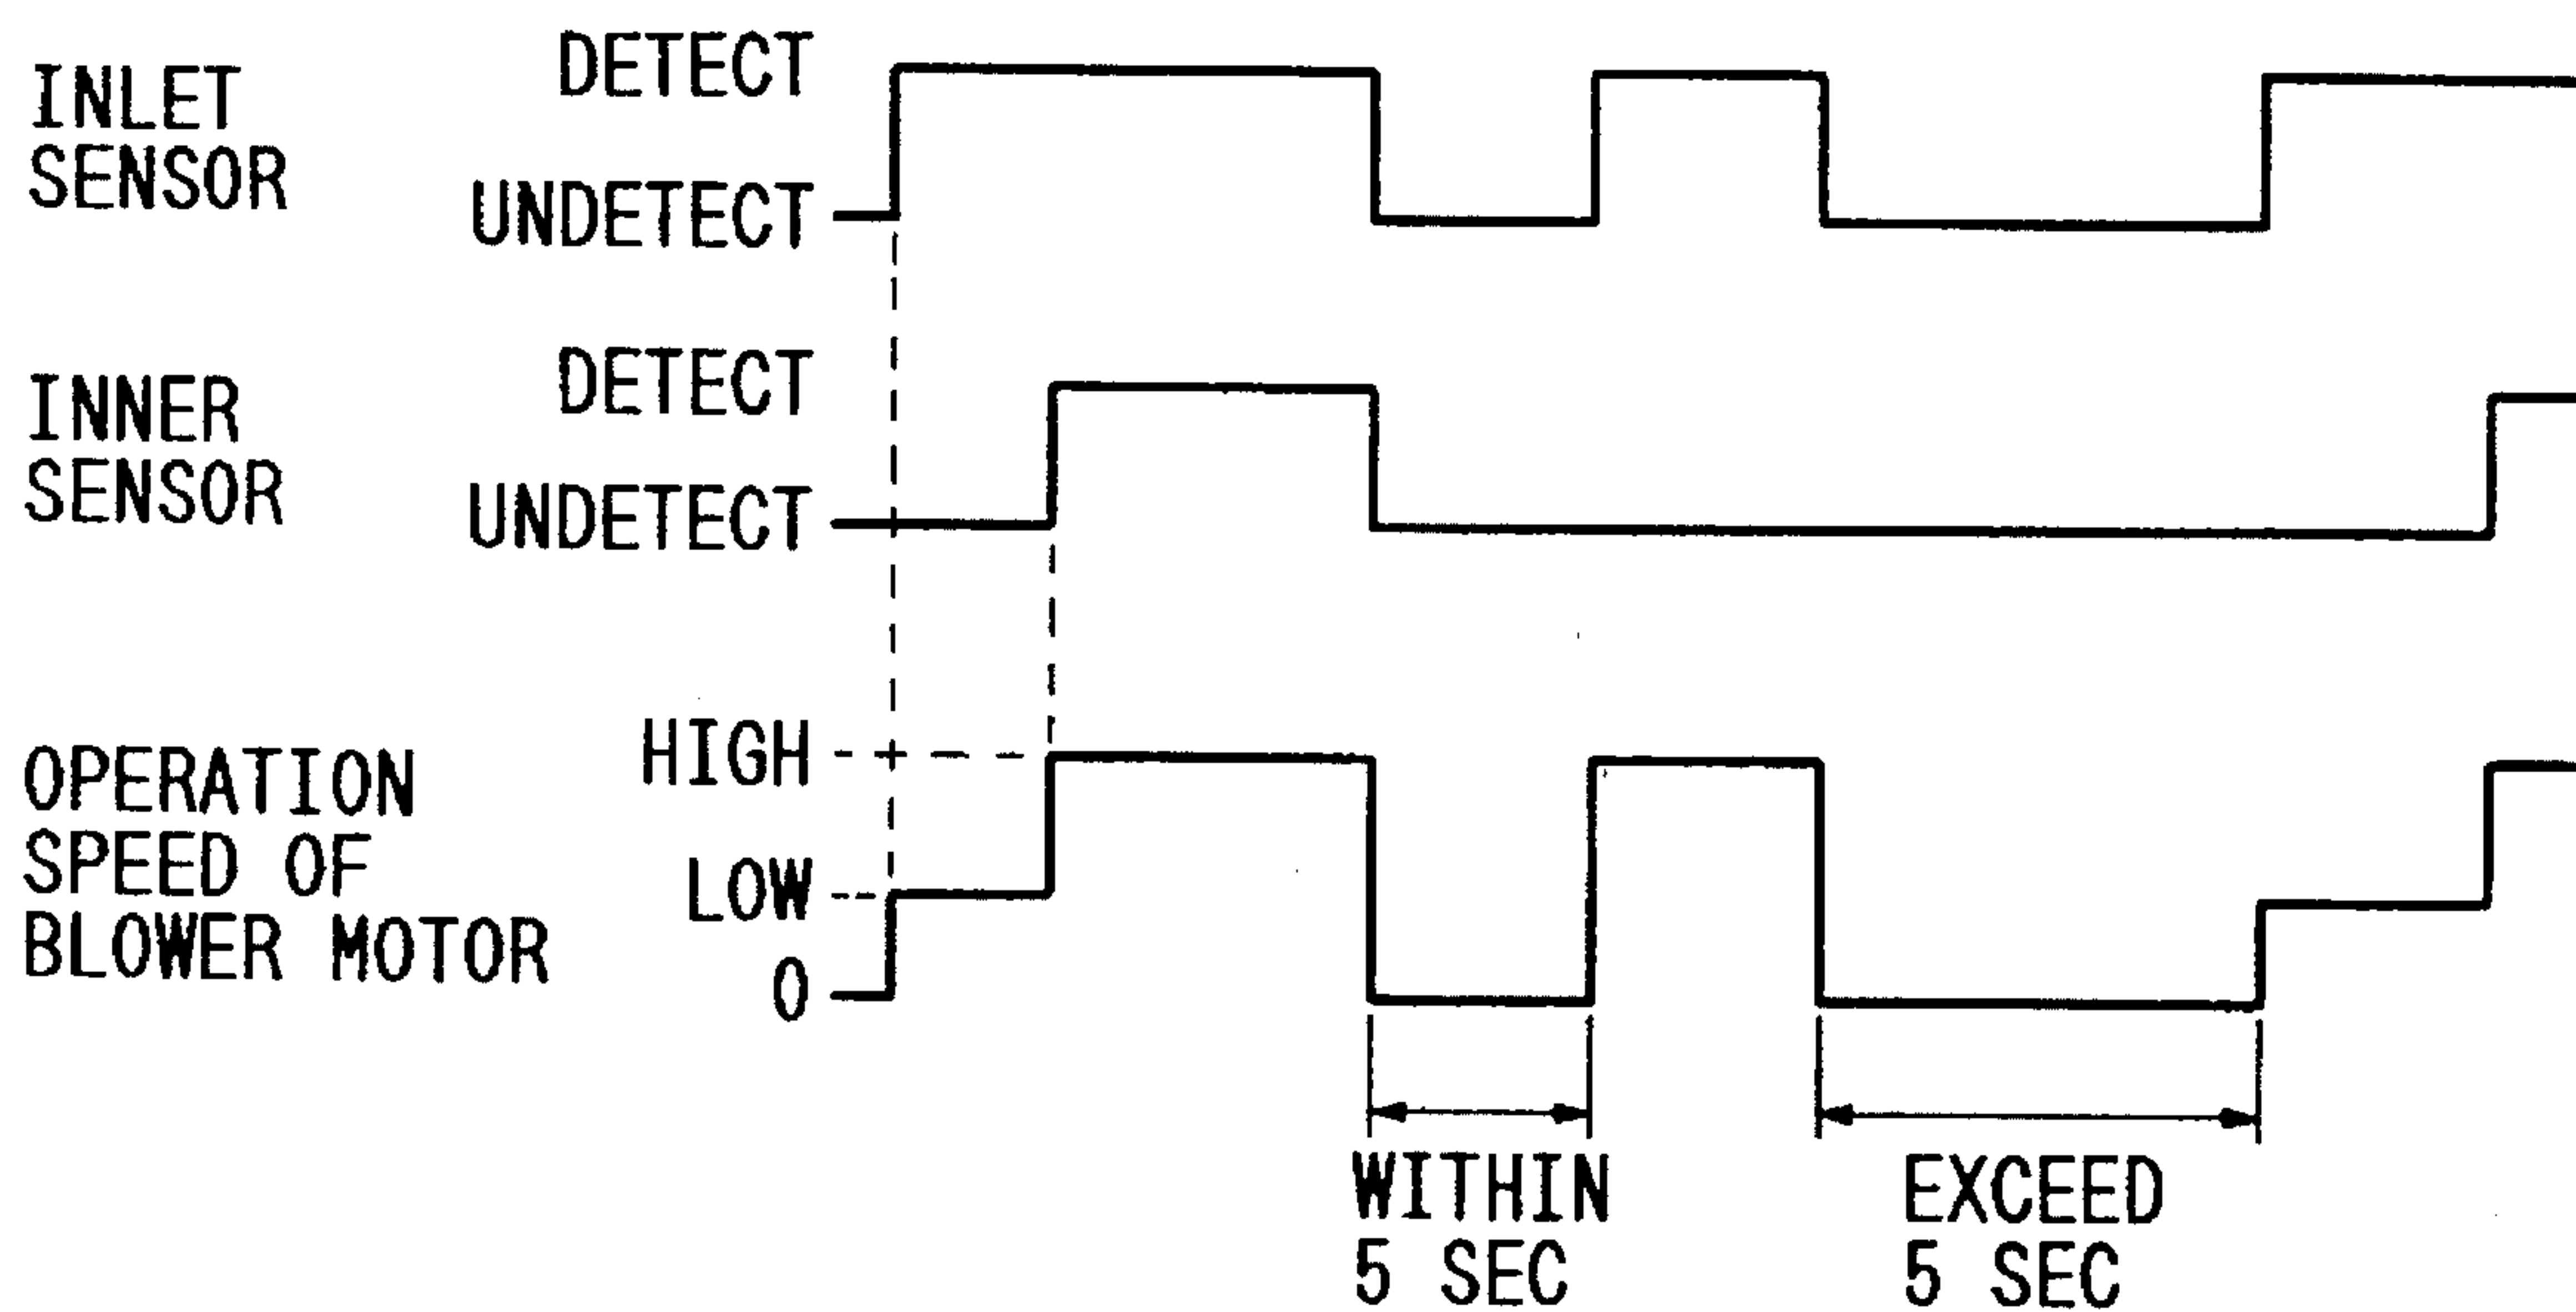 INLET
SENSOR
DETECT
UNDETECT
INNER
SENSOR
DETECT
UNDETECT
OPERATION
SPEED OF
BLOWER MOTOR
HIGH
LOW
0
WITHIN
5 SEC
EXCEED
5 SEC